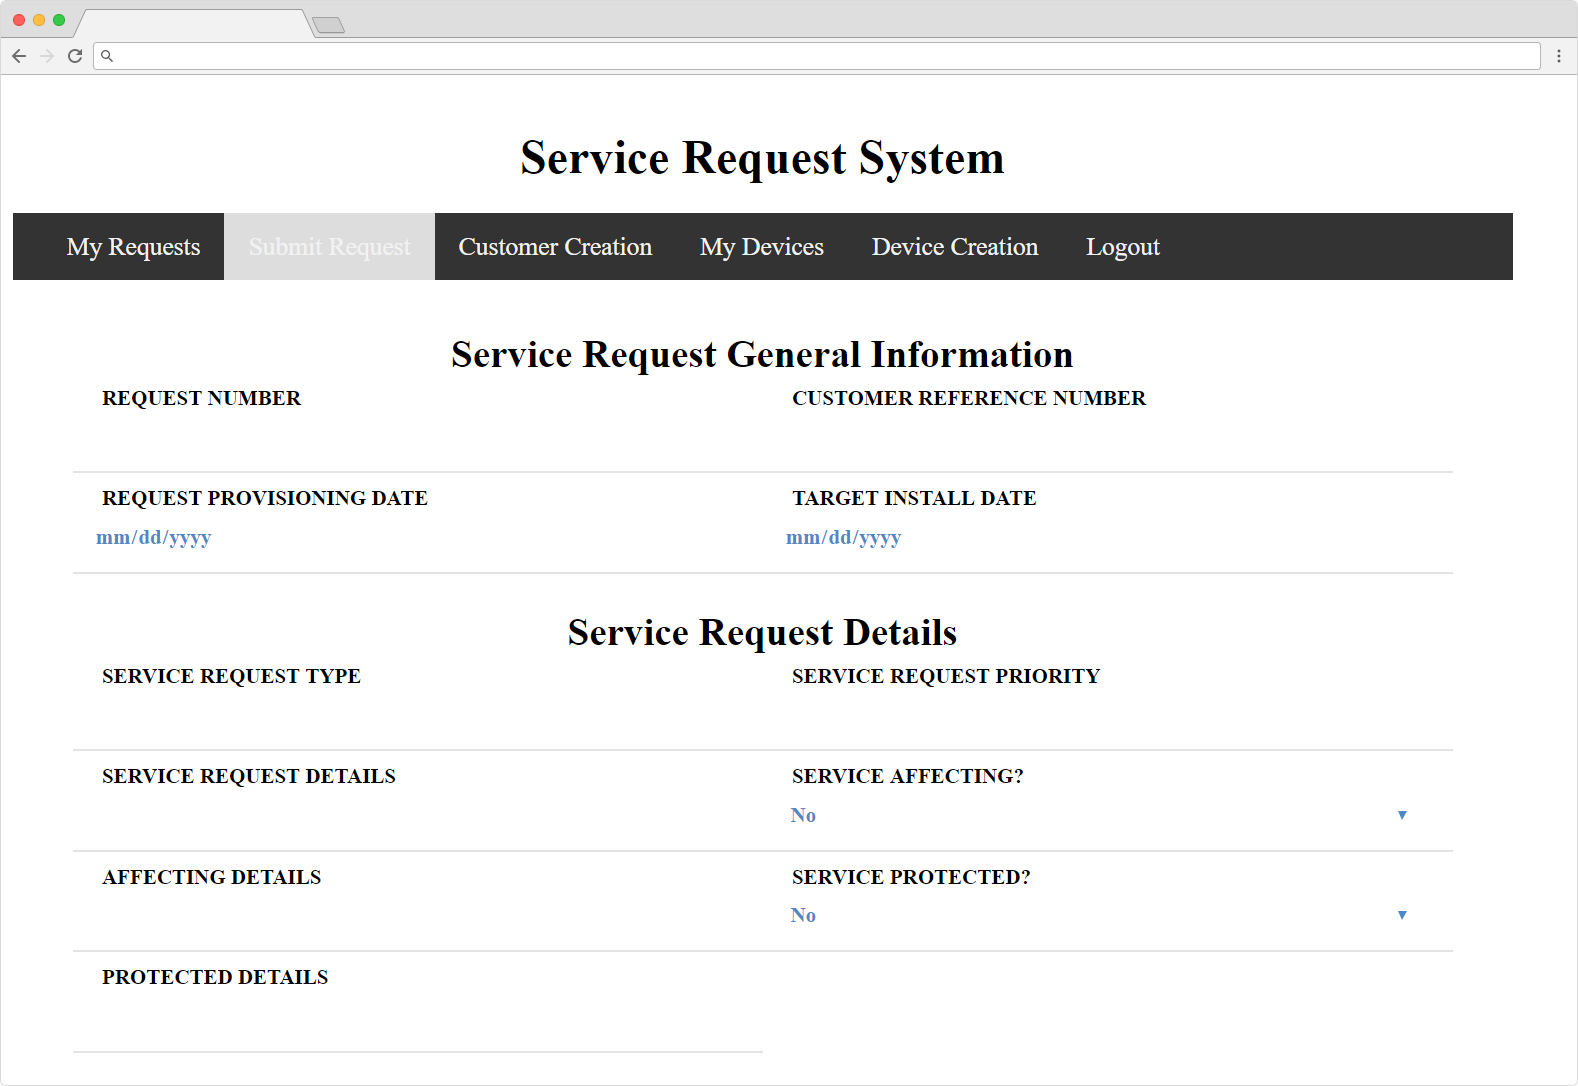 Service Request System
My Requests Submit Request Customer Creation My Devices Device Creation Logout
Service Request General Information
REQUEST NUMBER CUSTOMER REFERENCE NUMBER
REQUEST PROVISIONING DATE TARGET INSTALL DATE
mm/dd/yyyy mm/dd/yyyy
Service Request Details
SERVICE REQUEST TYPE SERVICE REQUEST PRIORITY
SERVICE REQUEST DETAILS SERVICE AFFECTING?
No
AFFECTING DETAILS SERVICE PROTECTED?
No
PROTECTED DETAILS